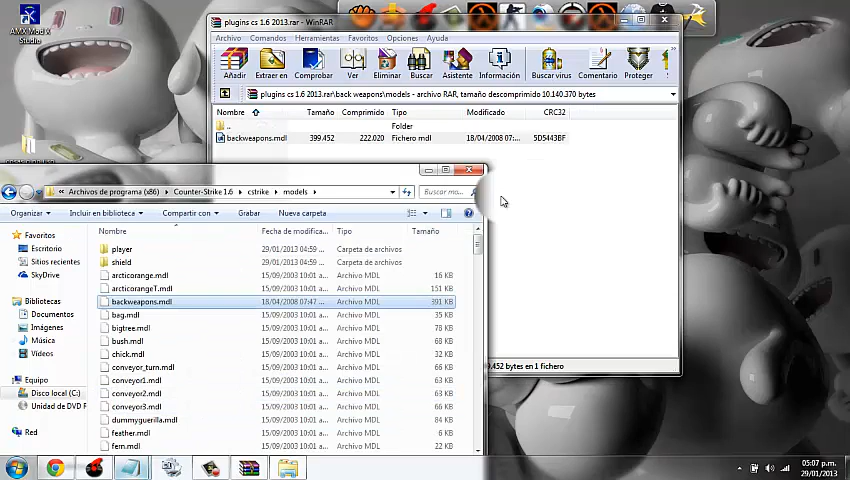 AMX Mod X
Studio
plugins cs 1.6 2013.rar - WinRAR
Archivo Comandos Herramientas Favoritos Opciones Ayuda
Añadir Extraer en Comprobar Ver Eliminar Buscar Asistente Información Buscar virus Comentario Proteger
plugins cs 1.6 2013.rar\back weapons\models - archivo RAR, tamaño descomprimido 10.140.370 bytes
Nombre Tamaño Comprimido Tipo Modificado CRC32
.. Folder
backweapons.mdl 399.452 222.020 Fichero mdl 18/04/2008 07:... 5D5443BF
« Archivos de programa (x86) Counter-Strike 1.6 cstrike models Buscar mo...
Organizar Incluir en biblioteca Compartir con Grabar Nueva carpeta
Nombre Fecha de modifica... Tipo Tamaño
Favoritos
Escritorio
Sitios recientes
SkyDrive
Bibliotecas
Documentos
Imágenes
Música
Vídeos
Equipo
Disco local (C:)
Unidad de DVD R
Red
player 29/01/2013 04:59 ... Carpeta de archivos
shield 29/01/2013 04:59 ... Carpeta de archivos
arcticorange.mdl 15/09/2003 10:01 a... Archivo MDL 16 KB
arcticorangeT.mdl 15/09/2003 10:01 a... Archivo MDL 151 KB
backweapons.mdl 18/04/2008 07:47 ... Archivo MDL 391 KB
bag.mdl 15/09/2003 10:01 a... Archivo MDL 35 KB
bigtree.mdl 15/09/2003 10:01 a... Archivo MDL 78 KB
bush.mdl 15/09/2003 10:01 a... Archivo MDL 68 KB
chick.mdl 15/09/2003 10:01 a... Archivo MDL 32 KB
conveyor_turn.mdl 15/09/2003 10:01 a... Archivo MDL 66 KB
conveyor1.mdl 15/09/2003 10:01 a... Archivo MDL 66 KB
conveyor2.mdl 15/09/2003 10:01 a... Archivo MDL 66 KB
conveyor3.mdl 15/09/2003 10:01 a... Archivo MDL 66 KB
dummyguerilla.mdl 15/09/2003 10:01 a... Archivo MDL 84 KB
feather.mdl 15/09/2003 10:01 a... Archivo MDL 6 KB
fern.mdl 15/09/2003 10:01 a... Archivo MDL 22 KB
9.452 bytes en 1 fichero
05:07 p.m.
29/01/2013